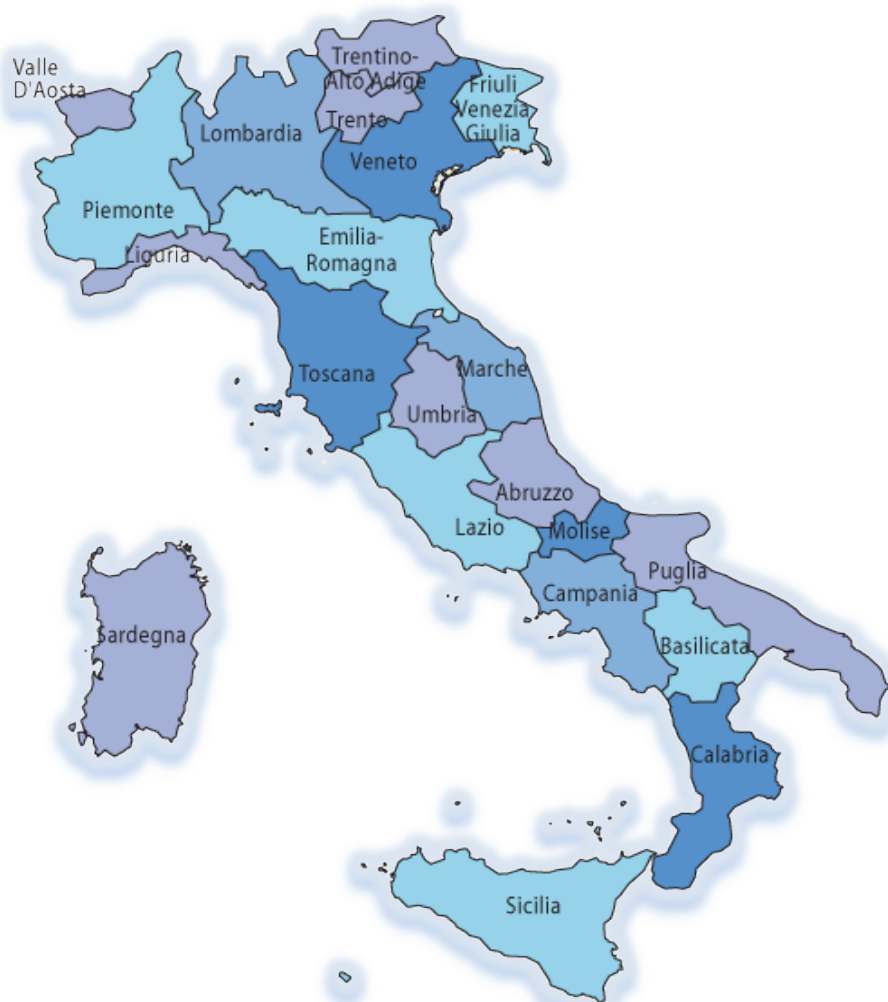 Valle
D'Aosta
Trentino-
Alto Adige
Trento
Friuli
Venezia
Giulia
Lombardia
Veneto
Piemonte
Liguria
Emilia-
Romagna
Toscana
Marche
Umbria
Abruzzo
Lazio
Molise
Puglia
Campania
Sardegna
Basilicata
Calabria
Sicilia